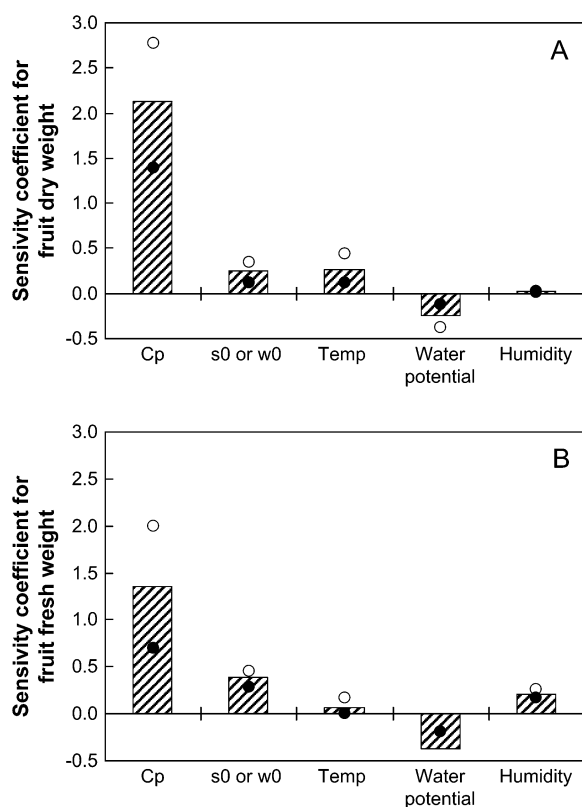 A
Sensivity coefficient for
fruit dry weight
3.0
2.5
2.0
1.5
1.0
0.5
0.0
-0.5
Cp s0 or w0 Temp Water potential Humidity
B
Sensivity coefficient for
fruit fresh weight
3.0
2.5
2.0
1.5
1.0
0.5
0.0
-0.5
Cp s0 or w0 Temp Water potential Humidity